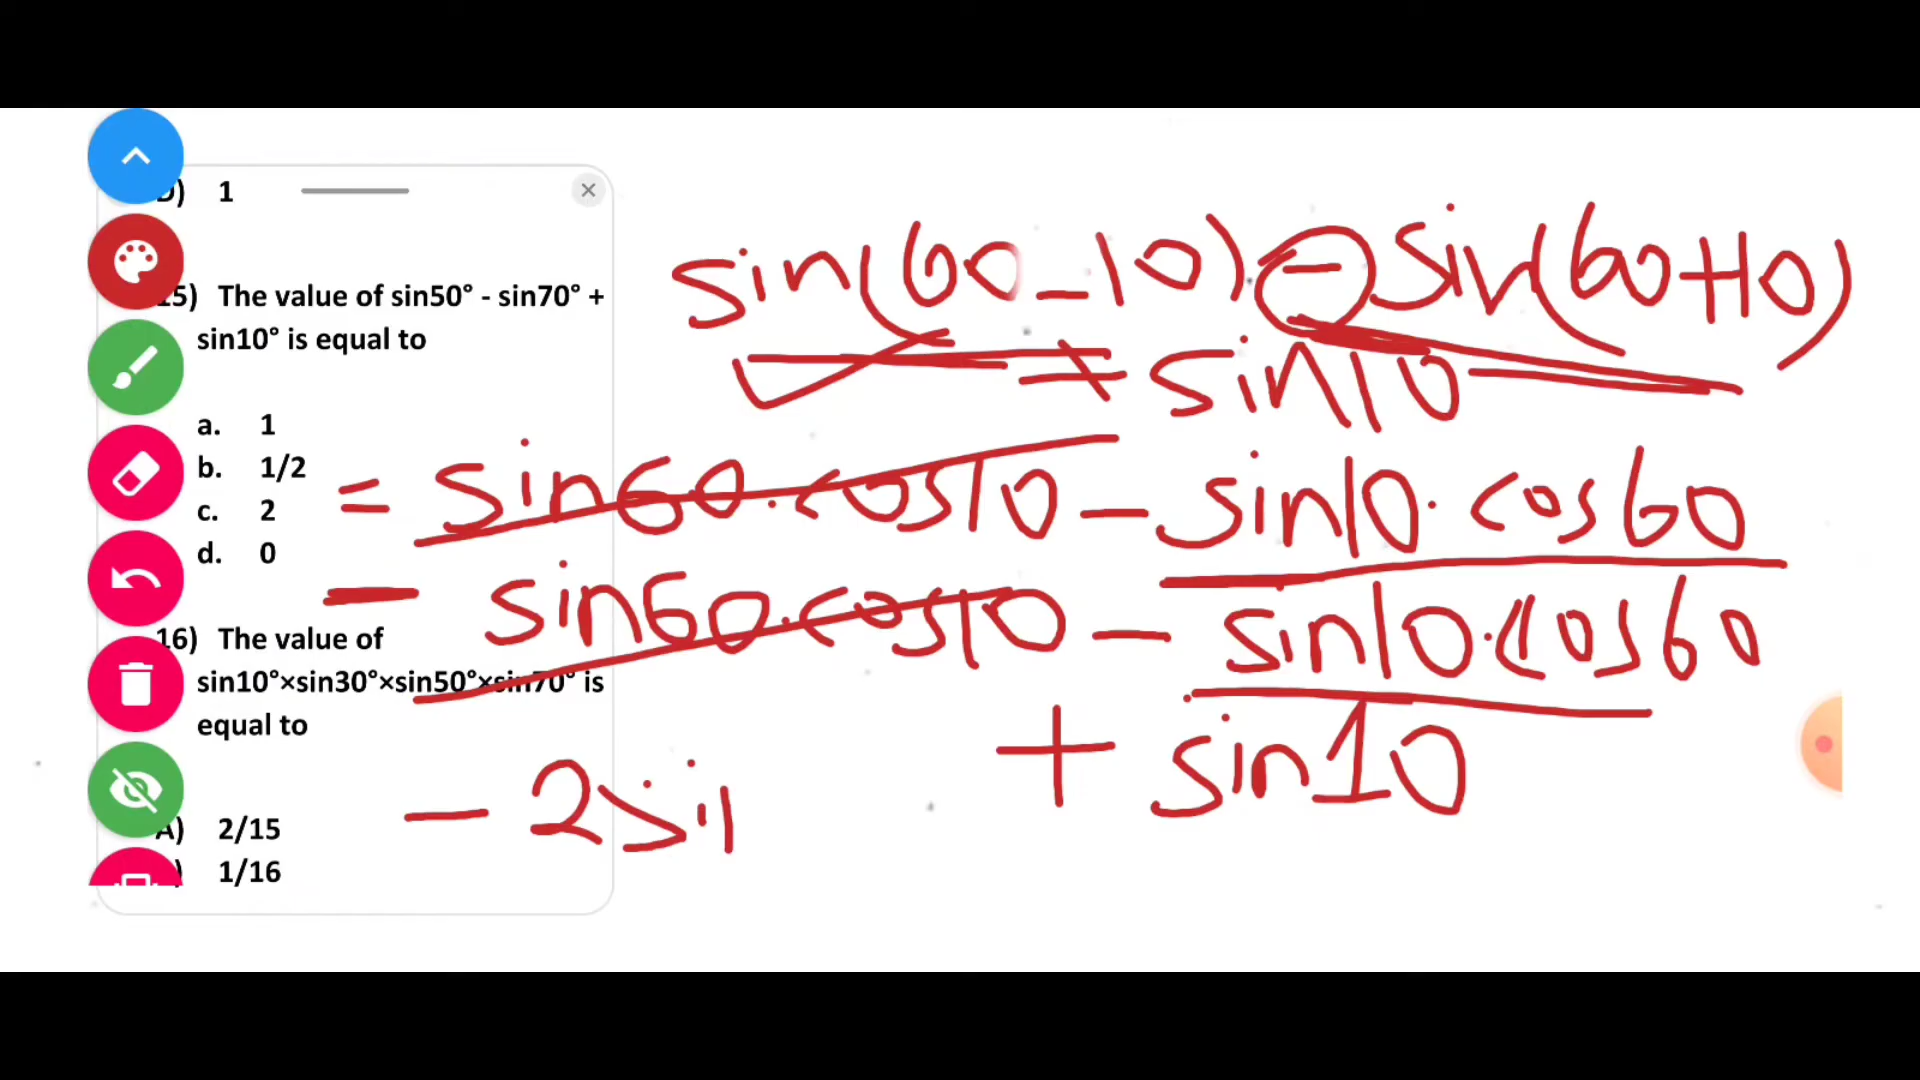 D) 1
15) The value of sin50° - sin70° +
sin10° is equal to
a. 1
b. 1/2
c. 2
d. 0
16) The value of
sin10°×sin30°×sin50°×sin70° is
equal to
A) 2/15
1/16
sin(60-10) - sin(60+10)
+ sin10
= sin60.cos10 - sin10.cos60
- sin60.cos10 - sin10.cos60
+ sin10
- 2si